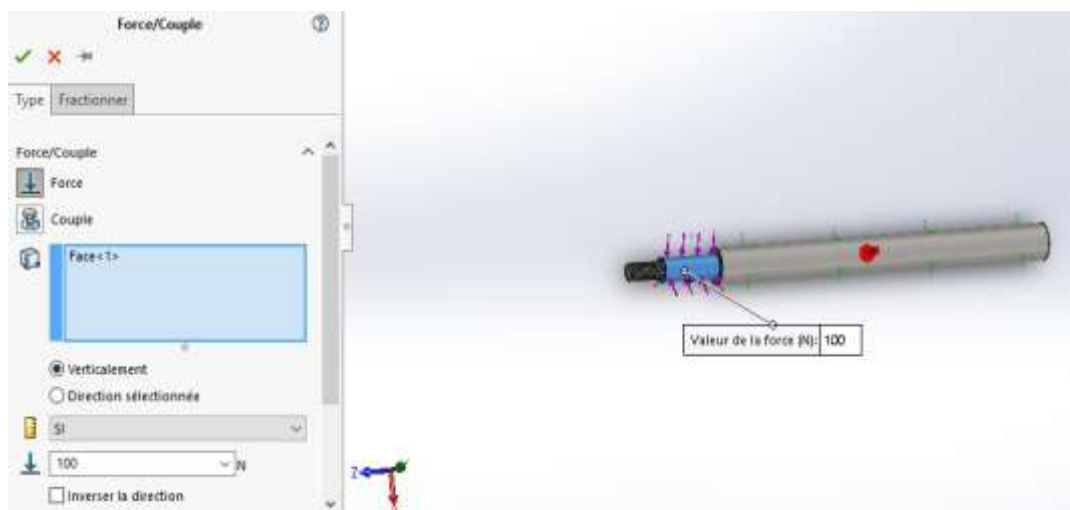 Force/Couple
Type Fractionner
Force/Couple
Force
Couple
Face<1>
Verticalement
Direction sélectionnée
SI
100 N
Inverser la direction
Valeur de la force (N): 100
Z